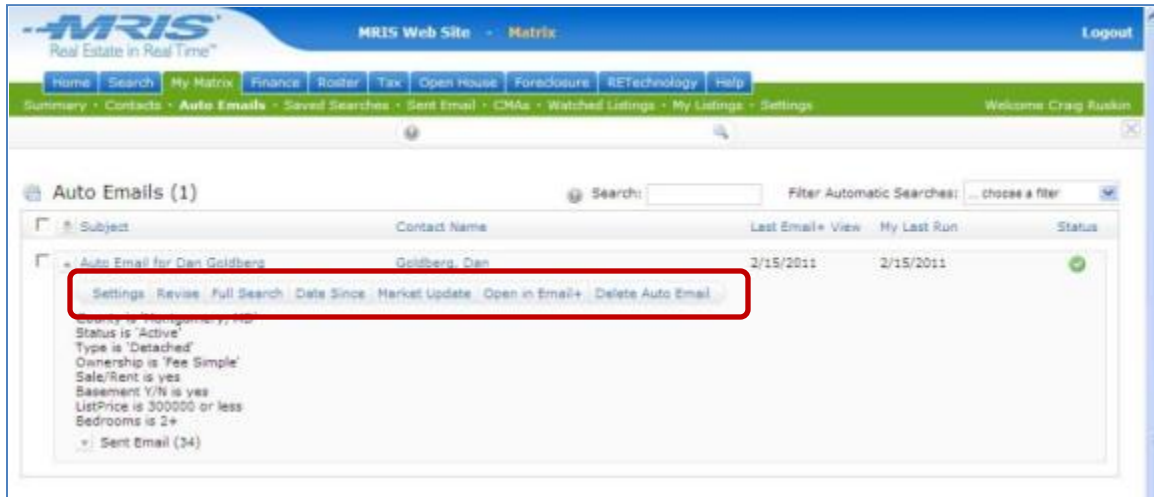 MRIS
Real Estate in Real Time™
MRIS Web Site - Matrix
Logout
Home Search My Matrix Finance Roster Tax Open House Foreclosure RETechnology Help
Summary • Contacts • Auto Emails • Saved Searches • Sent Email • CMAs • Watched Listings • My Listings • Settings Welcome Craig Ruskin
Auto Emails (1) Search: Filter Automatic Searches: ... choose a filter
Subject Contact Name Last Email+ View My Last Run Status
Auto Email for Dan Goldberg Goldberg, Dan 2/15/2011 2/15/2011
Settings Revise Full Search Date Since Market Update Open in Email+ Delete Auto Email
County is 'Montgomery, MD'
Status is 'Active'
Type is 'Detached'
Ownership is 'Fee Simple'
Sale/Rent is yes
Basement Y/N is yes
ListPrice is 300000 or less
Bedrooms is 2+
Sent Email (34)